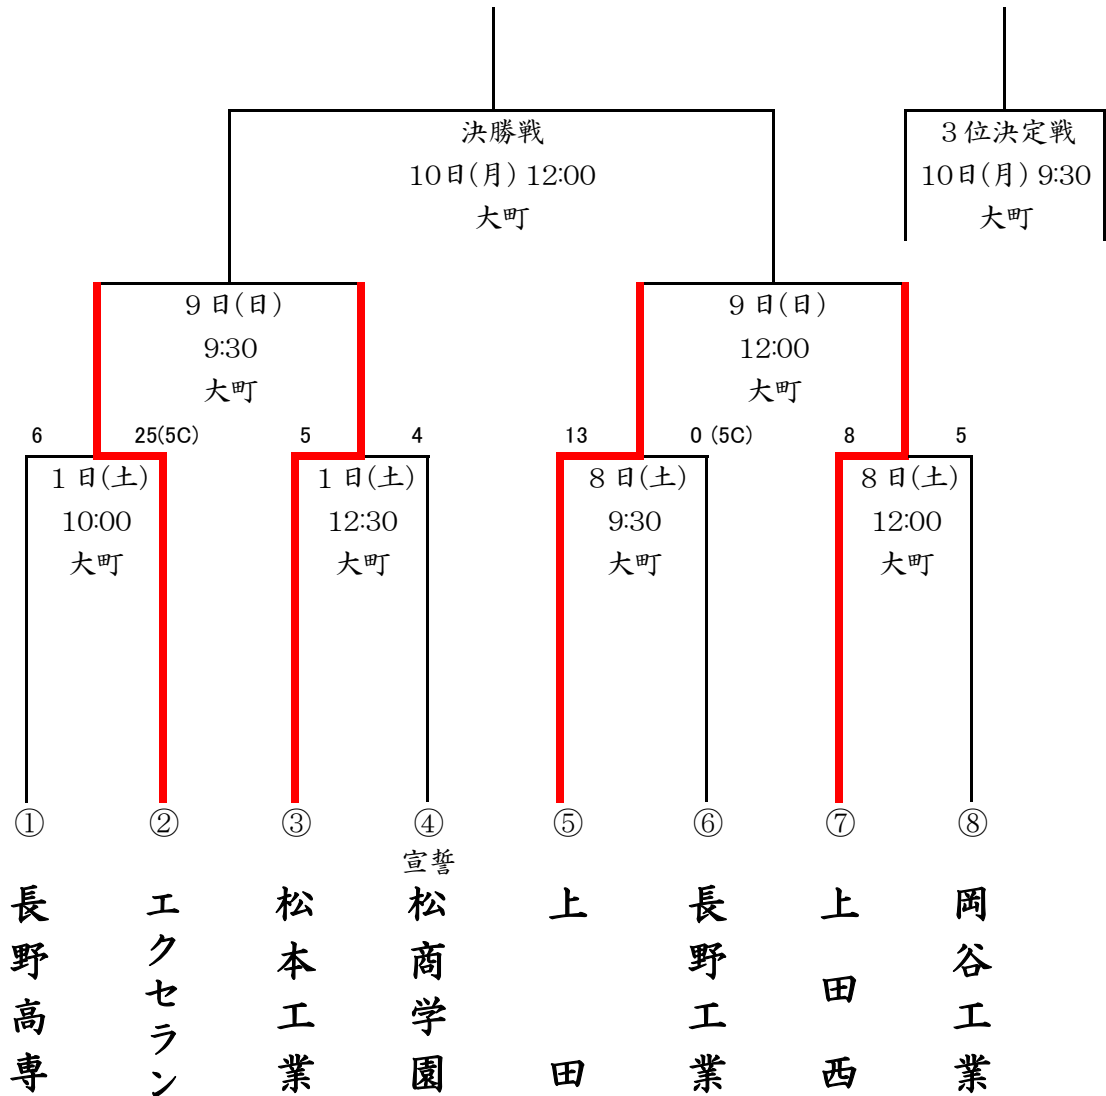 決勝戦
10日(月) 12:00
大町
3位決定戦
10日(月) 9:30
大町
9日(日)
9:30
大町
9日(日)
12:00
大町
6
25(5C)
5
4
13
0 (5C)
8
5
1日(土)
10:00
大町
1日(土)
12:30
大町
8日(土)
9:30
大町
8日(土)
12:00
大町
①
長野高専
②
エクセラン
③
松本工業
④
宣誓
松商学園
⑤
上田
⑥
長野工業
⑦
上田西
⑧
岡谷工業